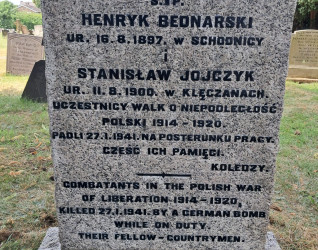 Ś.†P.
HENRYK BEDNARSKI
UR. 16.8.1897. W SCHODNICY
I
STANISŁAW JOJCZYK
UR. 11.8.1900. W KLĘCZANACH.
UCZESTNICY WALK O NIEPODLEGŁOŚĆ
POLSKI 1914-1920.
PADLI 27.1.1941. NA POSTERUNKU PRACY.
CZEŚĆ ICH PAMIĘCI.
KOLEDZY.
COMBATANTS IN THE POLISH WAR
OF LIBERATION 1914-1920,
KILLED 27.1.1941. BY A GERMAN BOMB
WHILE ON DUTY.
THEIR FELLOW-COUNTRYMEN.